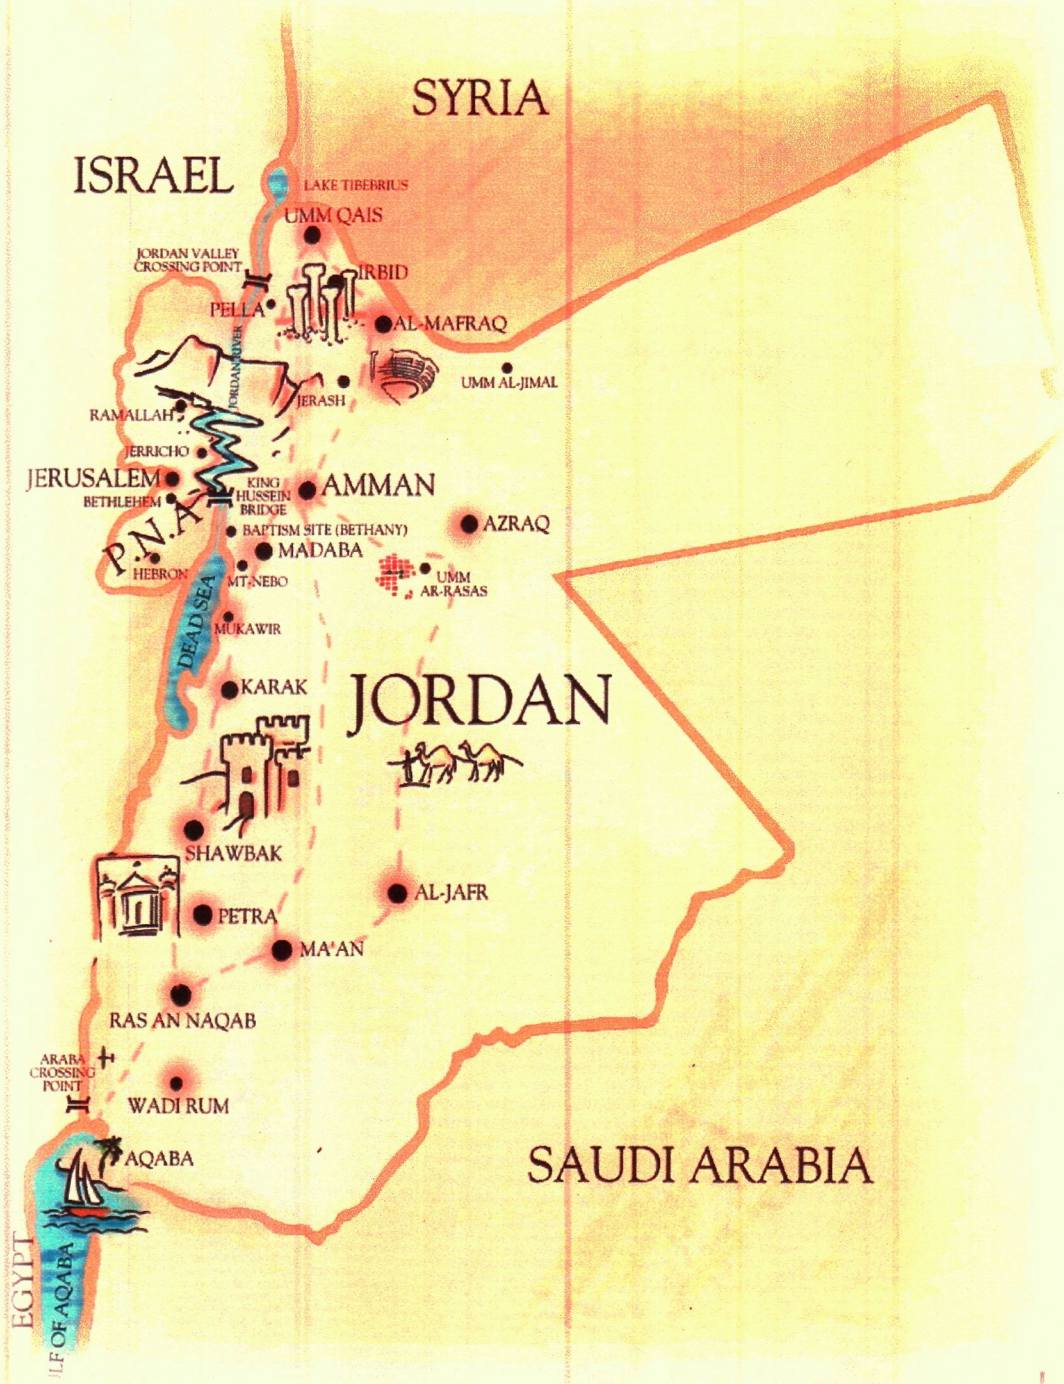 SYRIA
ISRAEL
LAKE TIBEBRIUS
UMM QAIS
JORDAN VALLEY
CROSSING POINT
IRBID
PELLA
AL-MAFRAQ
JORDAN RIVER
UMM AL-JIMAL
JERASH
RAMALLAH
JERRICHO
JERUSALEM
KING
HUSSEIN
BRIDGE
AMMAN
BETHLEHEM
P.N.A
AZRAQ
BAPTISM SITE (BETHANY)
MADABA
HEBRON
MT-NEBO
UMM
AR-RASAS
DEAD SEA
MUKAWIR
KARAK
JORDAN
SHAWBAK
AL-JAFR
PETRA
MA'AN
RAS AN NAQAB
ARABA
CROSSING
POINT
WADI RUM
AQABA
SAUDI ARABIA
EGYPT
LF OF AQABA